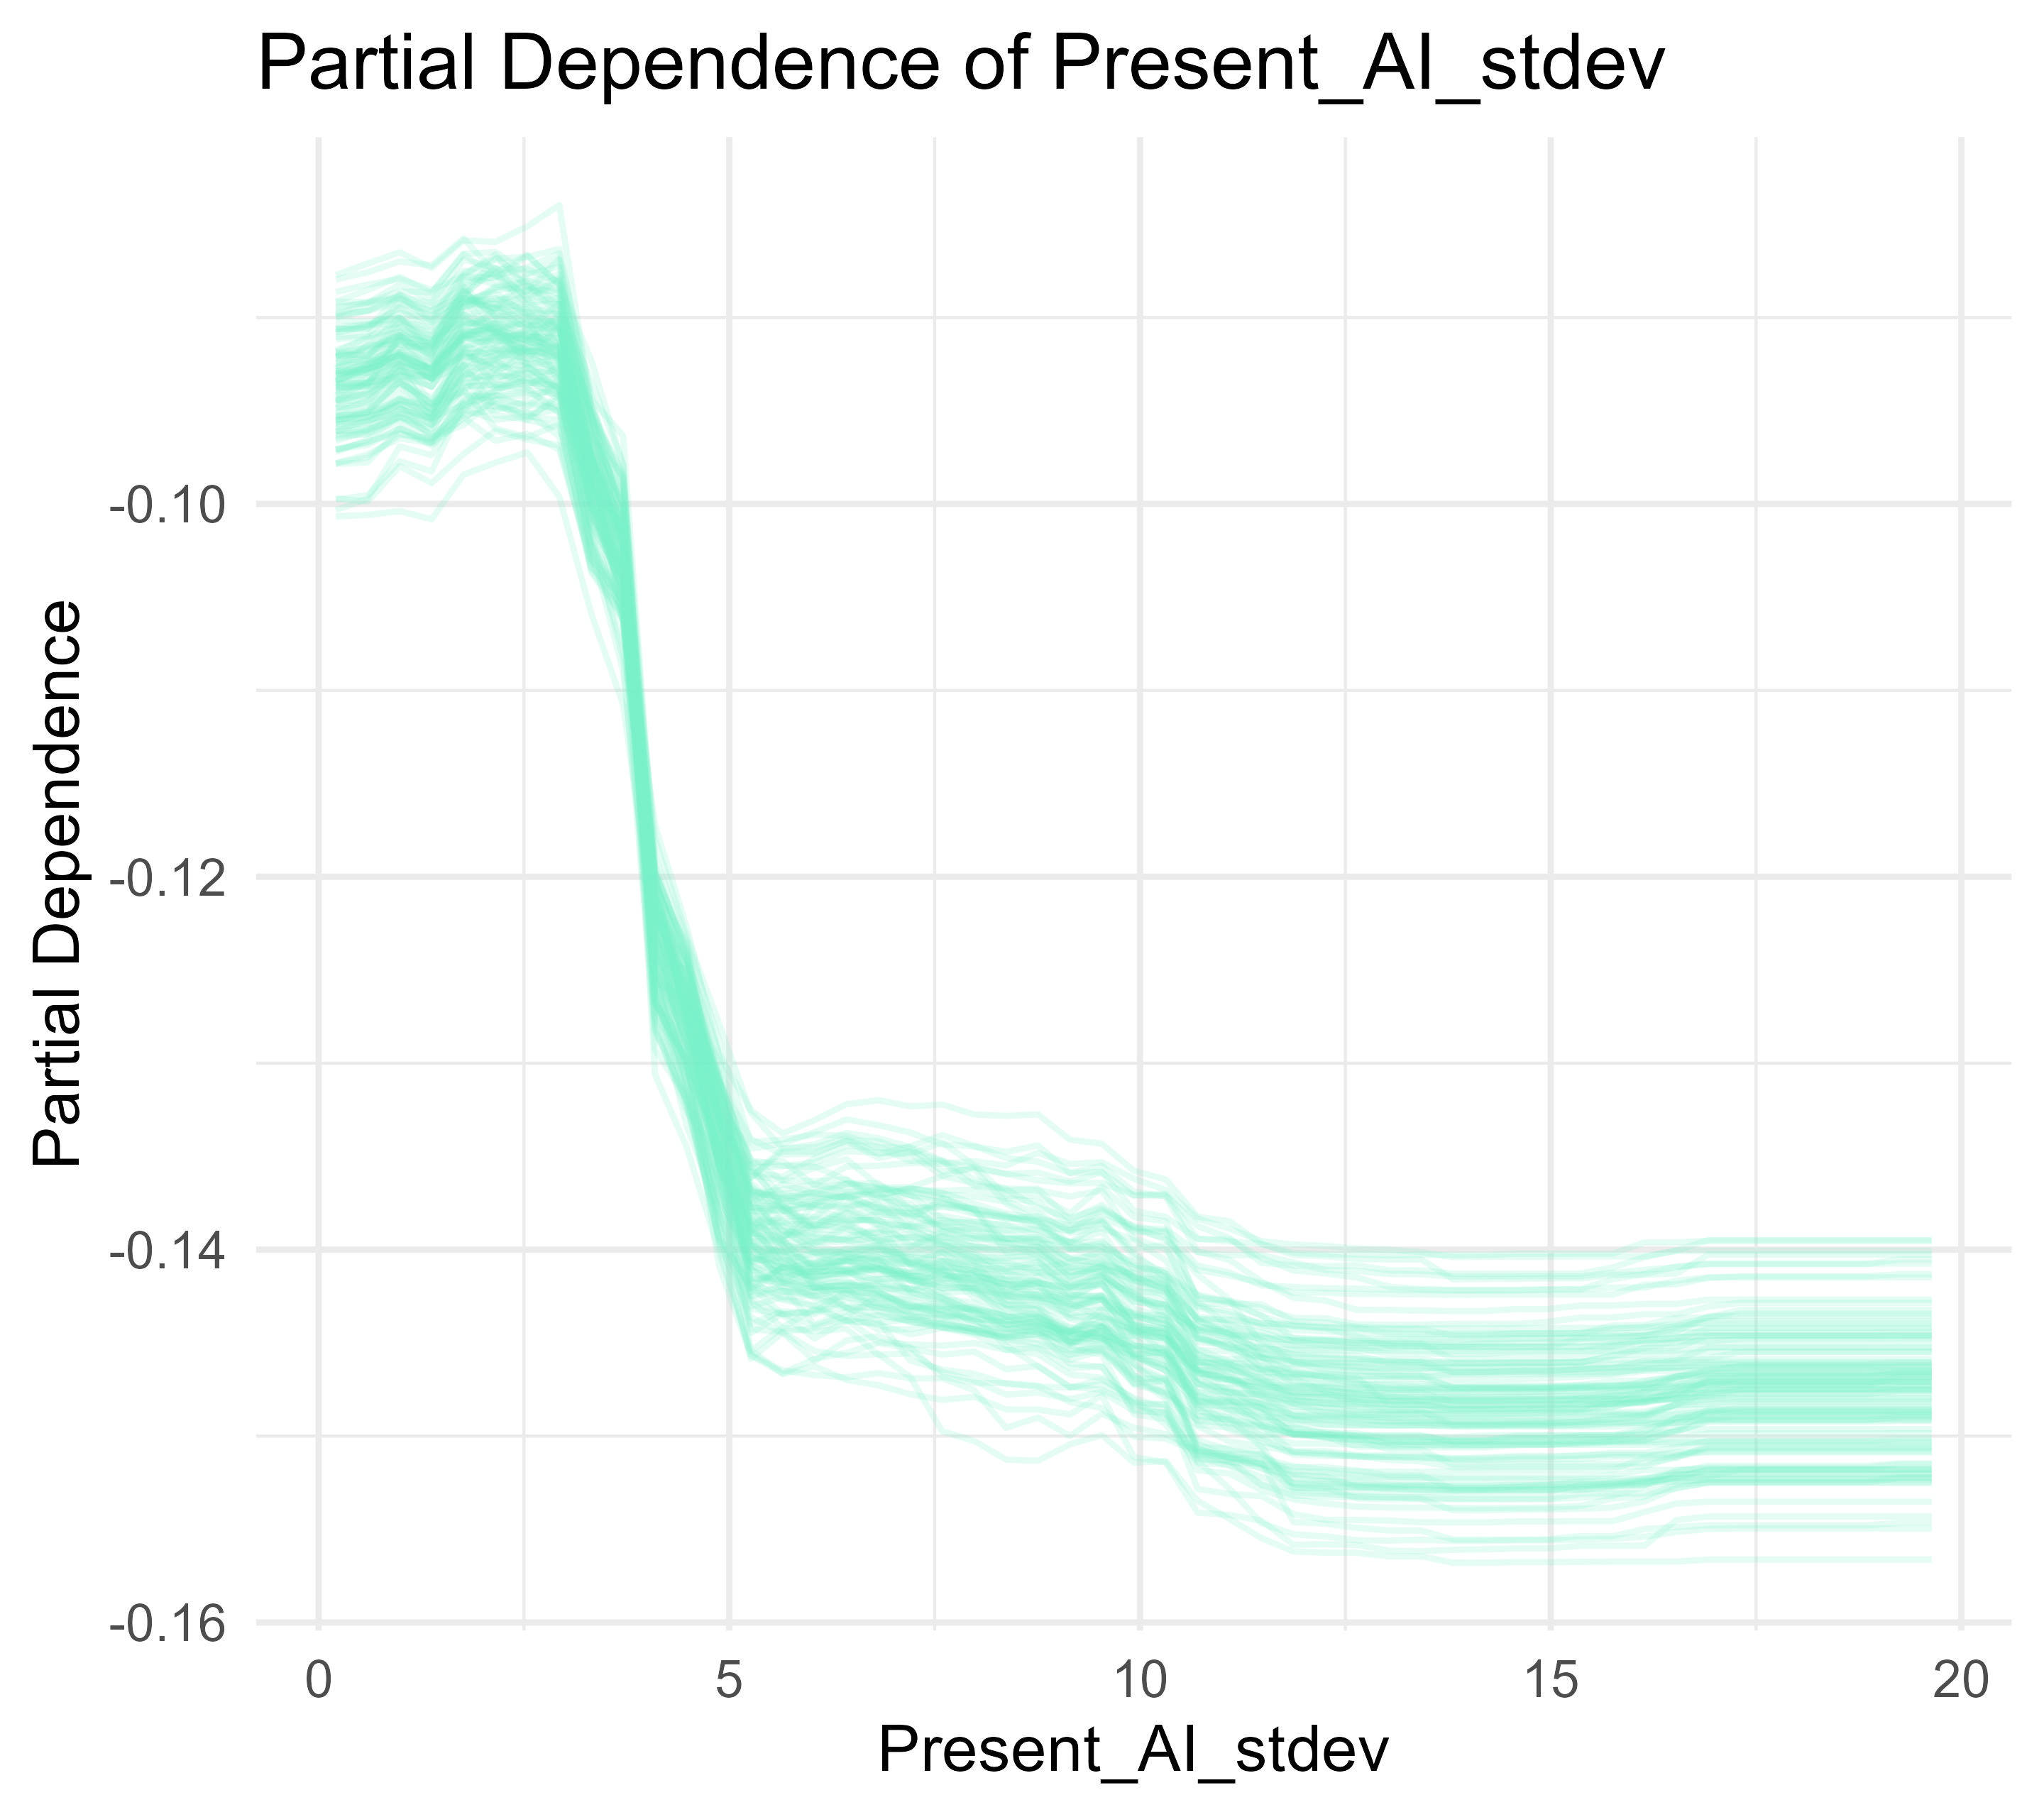 Partial Dependence of Present_AI_stdev
Partial Dependence
-0.10
-0.12
-0.14
-0.16
0 5 10 15 20
Present_AI_stdev